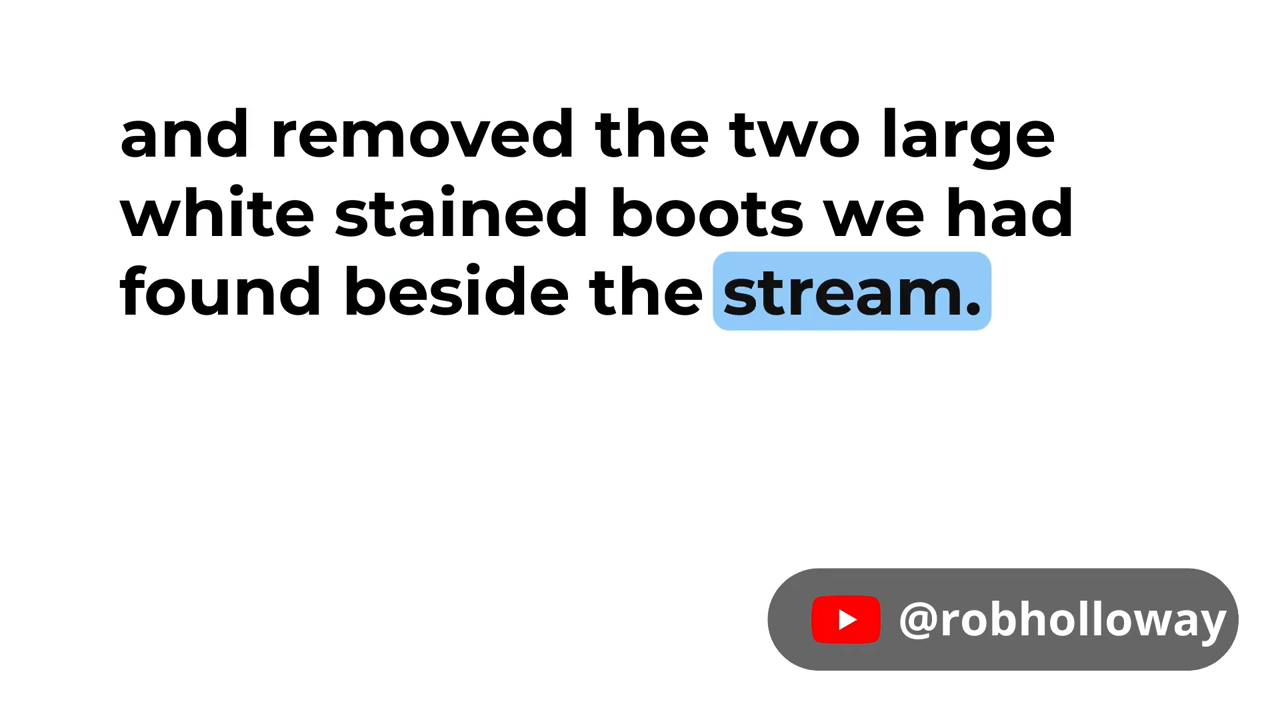 and removed the two large
white stained boots we had
found beside the stream.
@robholloway